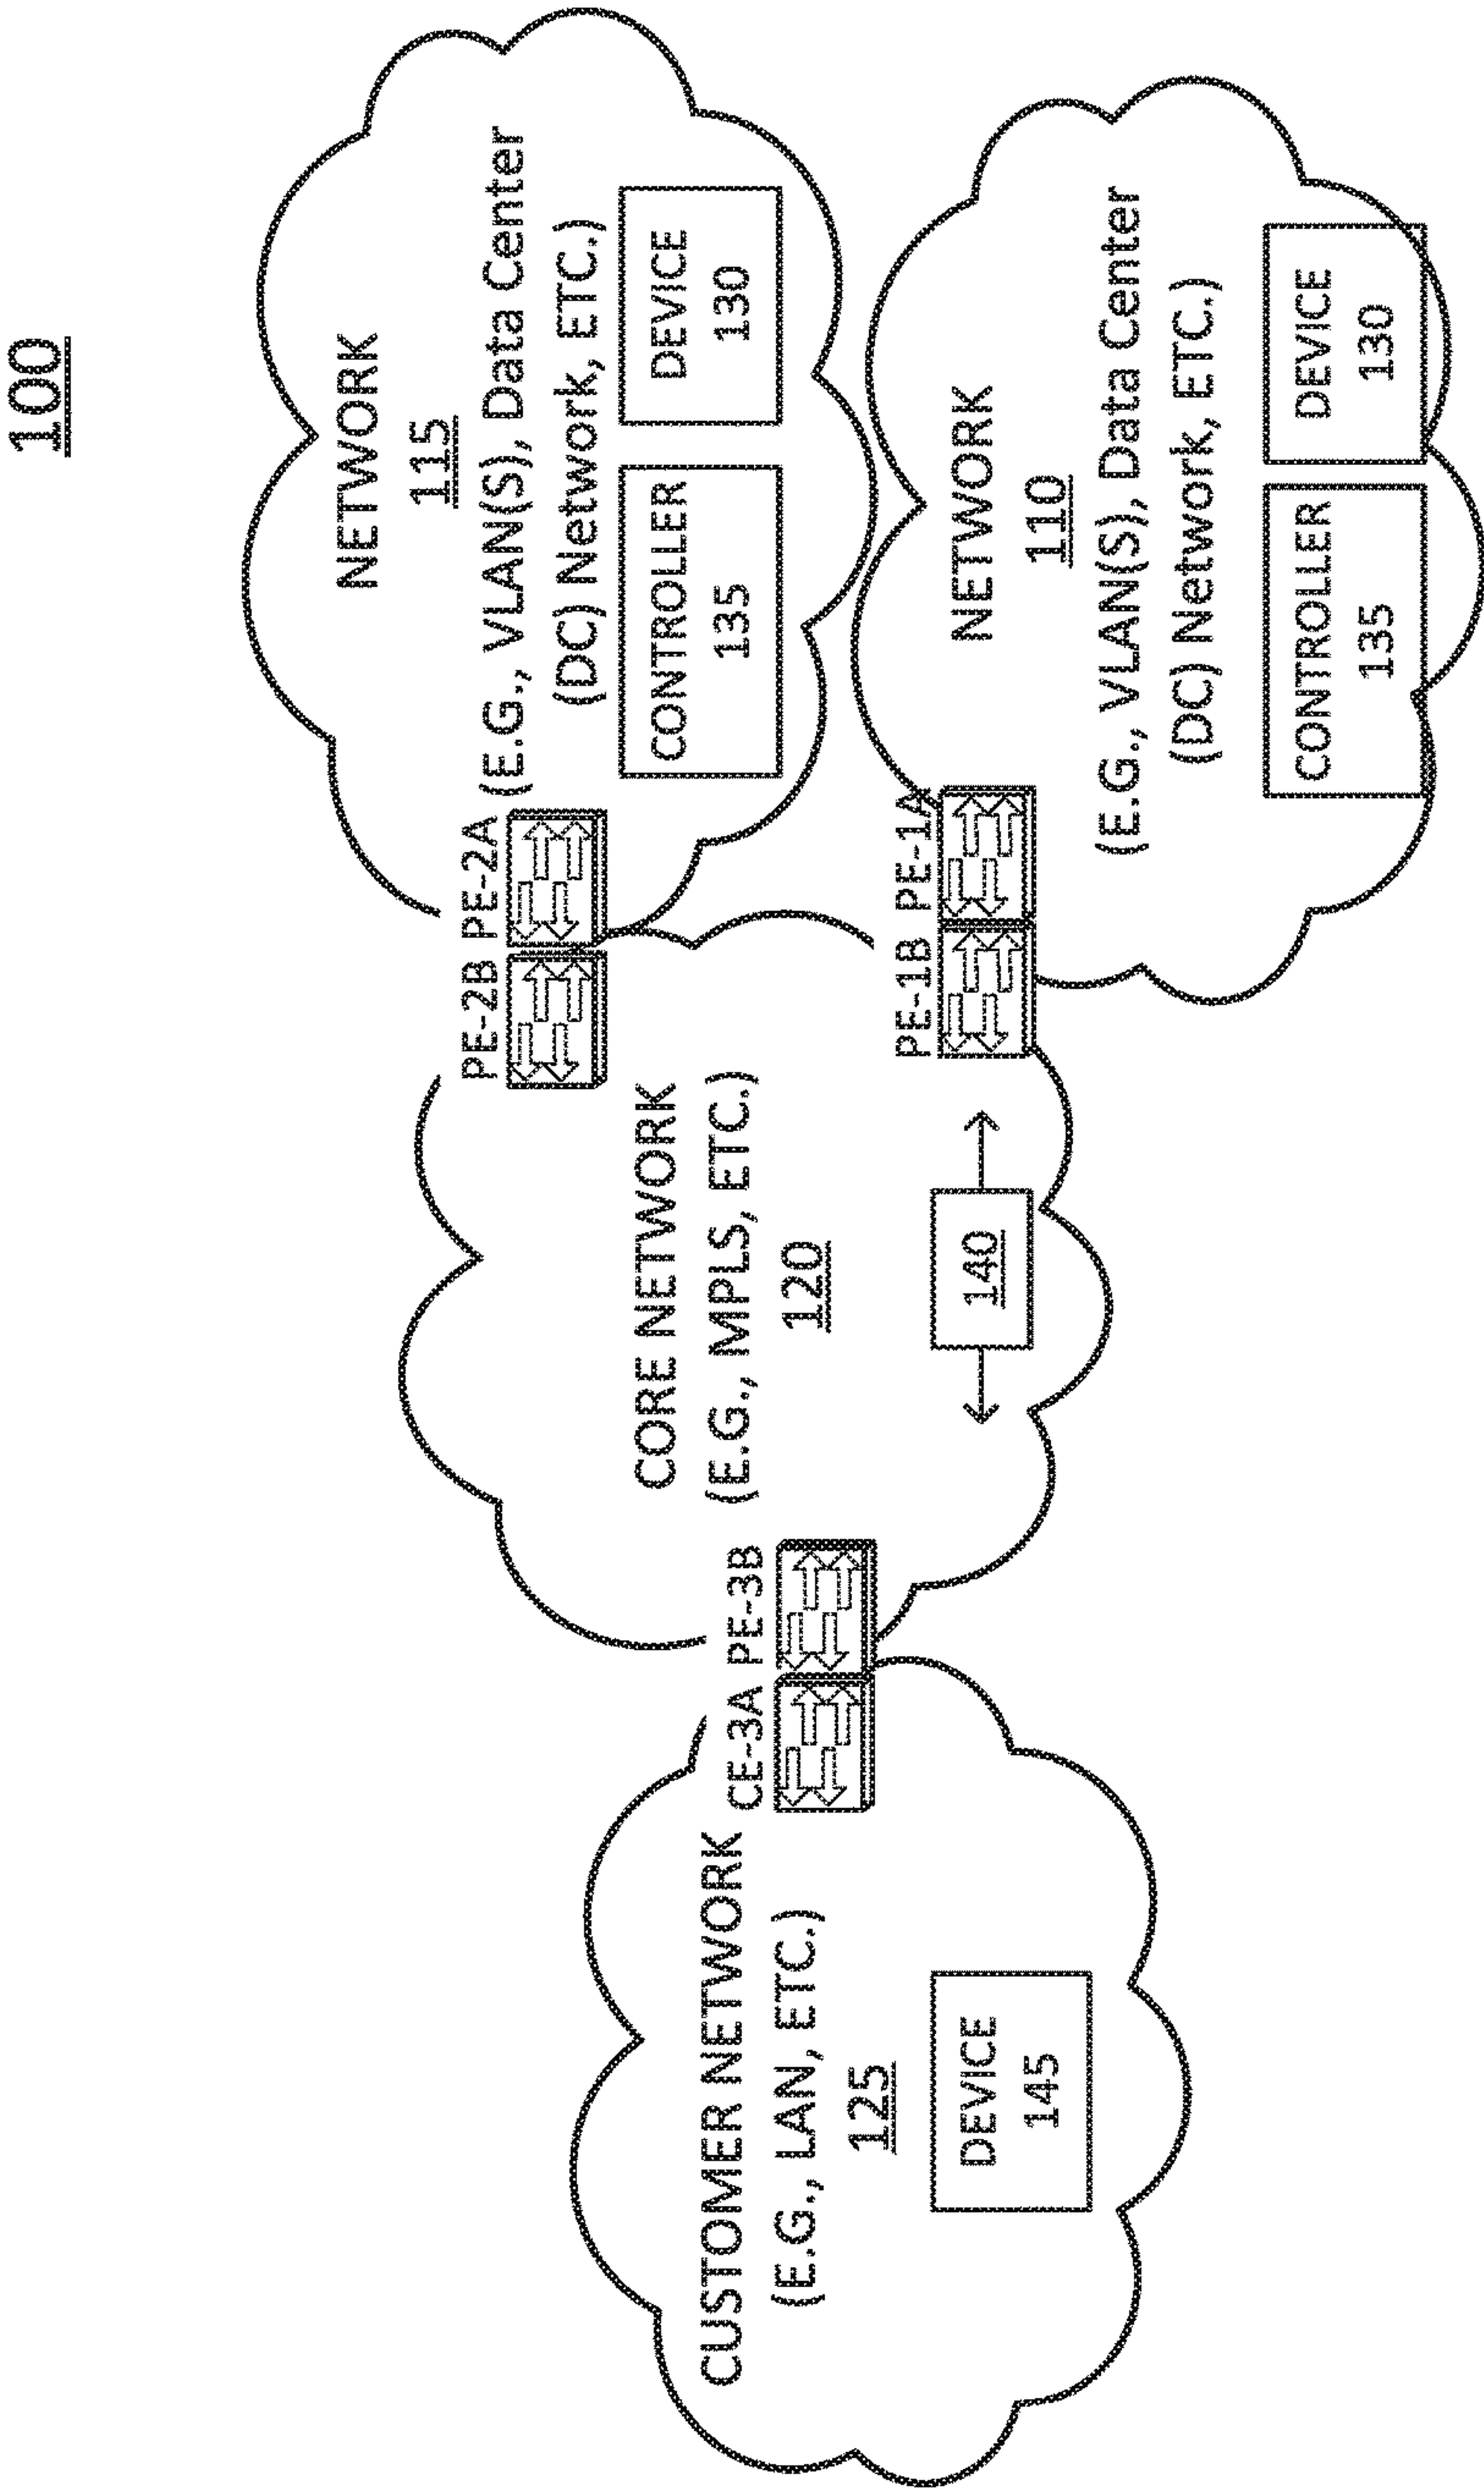 100
NETWORK
115
(E.G., VLAN(S), Data Center
(DC) Network, ETC.)
CONTROLLER
135
DEVICE
130
PE-2B PE-2A
CORE NETWORK
(E.G., MPLS, ETC.)
120
140
CUSTOMER NETWORK
(E.G., LAN, ETC.)
125
DEVICE
145
CE-3A PE-3B
PE-1B PE-1A
NETWORK
110
(E.G., VLAN(S), Data Center
(DC) Network, ETC.)
CONTROLLER
135
DEVICE
130